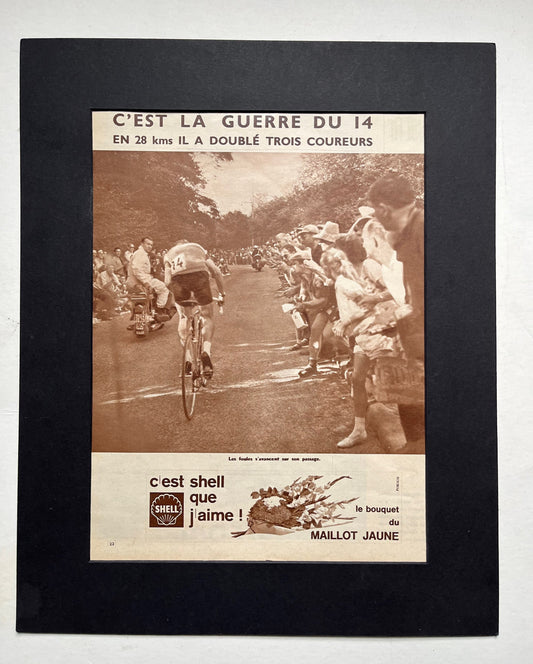 C'EST LA GUERRE DU 14
EN 28 kms IL A DOUBLÉ TROIS COUREURS
14
Les foules s'avancent sur son passage.
c'est shell
que
j'aime !
SHELL
le bouquet
du
MAILLOT JAUNE
22